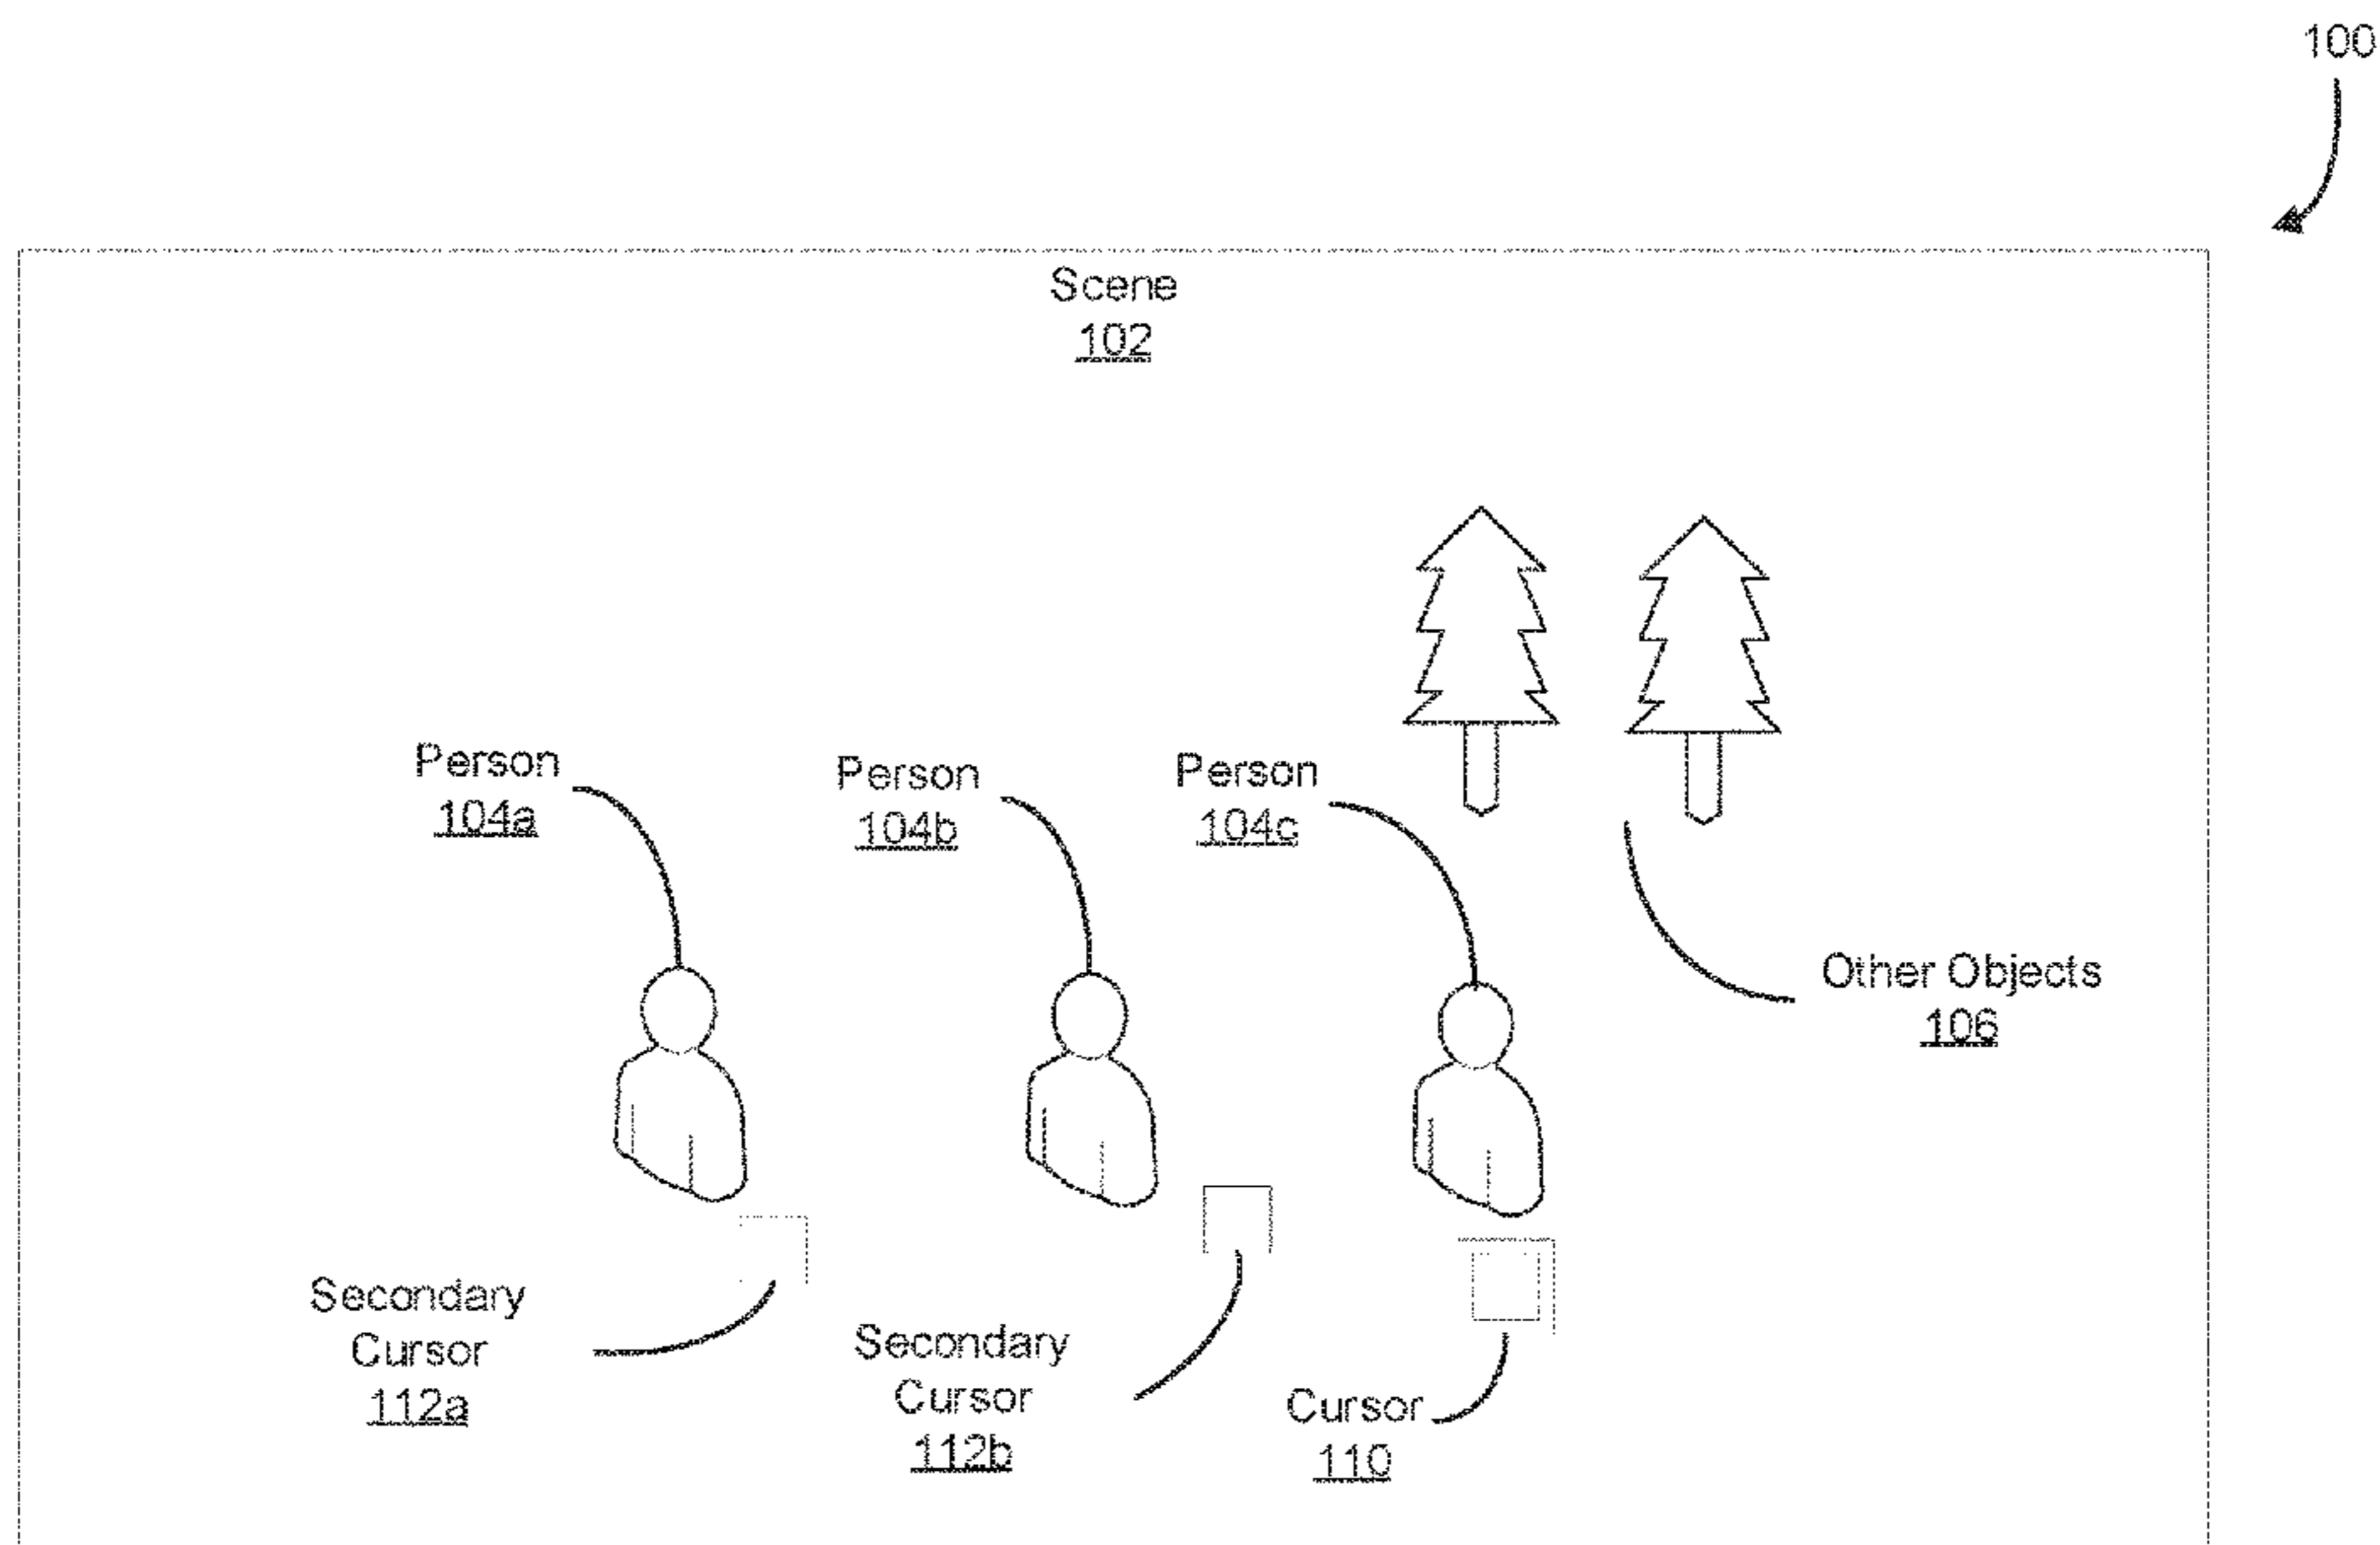 100
Scene
102
Person
104a
Person
104b
Person
104c
Other Objects
106
Secondary
Cursor
112a
Secondary
Cursor
112b
Cursor
110